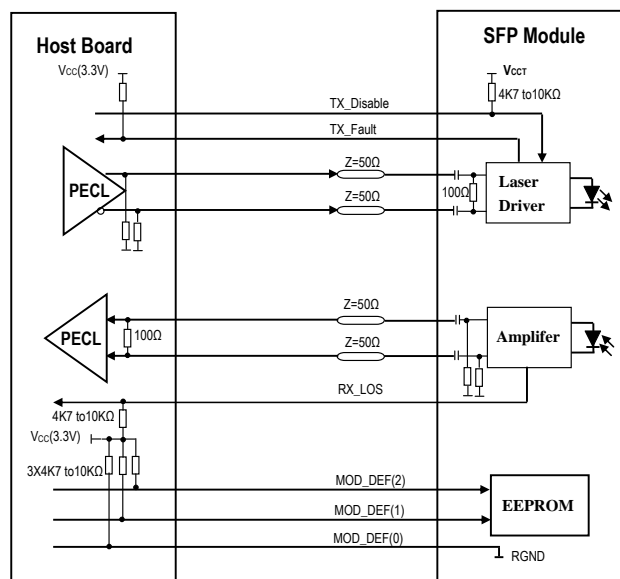 Host Board
SFP Module
Vcc(3.3V)
VCCT
4K7 to10KΩ
TX_Disable
TX_Fault
Z=50Ω
PECL
100Ω
Laser
Driver
Z=50Ω
Z=50Ω
PECL
100Ω
Amplifer
Z=50Ω
RX_LOS
4K7 to10KΩ
Vcc(3.3V)
3X4K7 to10KΩ
MOD_DEF(2)
EEPROM
MOD_DEF(1)
MOD_DEF(0)
RGND